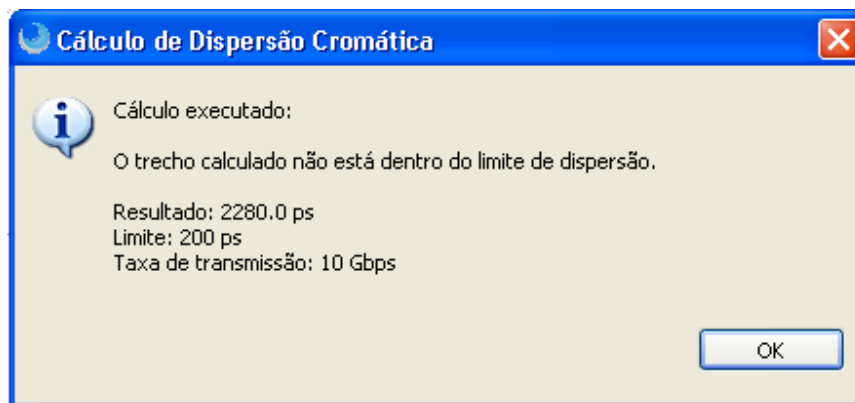 Cálculo de Dispersão Cromática
Cálculo executado:
O trecho calculado não está dentro do limite de dispersão.
Resultado: 2280.0 ps
Limite: 200 ps
Taxa de transmissão: 10 Gbps
OK